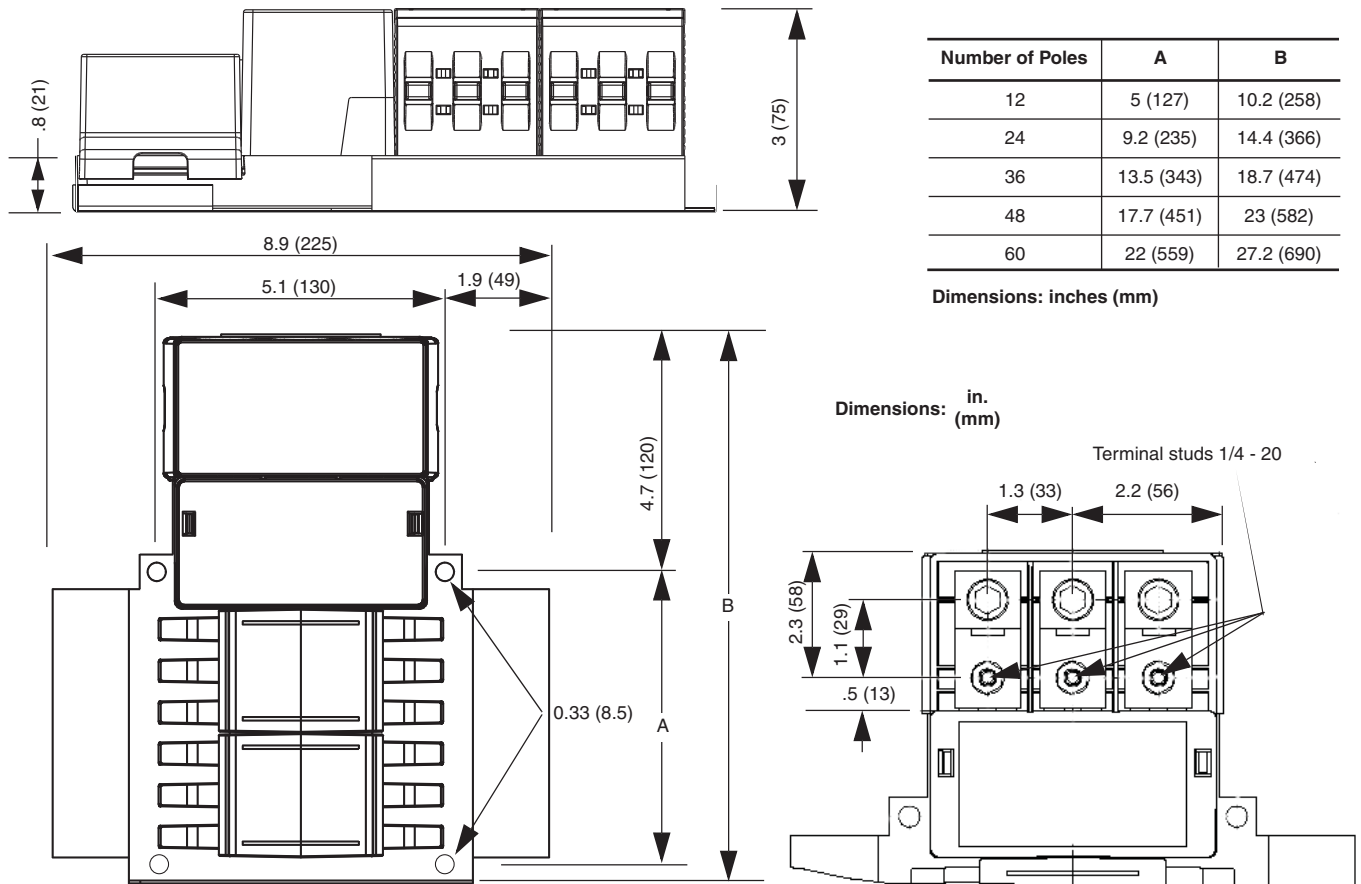 .8 (21)
3 (75)
Number of Poles A B
12 5 (127) 10.2 (258)
24 9.2 (235) 14.4 (366)
36 13.5 (343) 18.7 (474)
48 17.7 (451) 23 (582)
60 22 (559) 27.2 (690)
Dimensions: inches (mm)
8.9 (225)
5.1 (130)
1.9 (49)
4.7 (120)
B
0.33 (8.5)
A
Dimensions: in.
(mm)
Terminal studs 1/4 - 20
1.3 (33)
2.2 (56)
2.3 (58)
1.1 (29)
.5 (13)